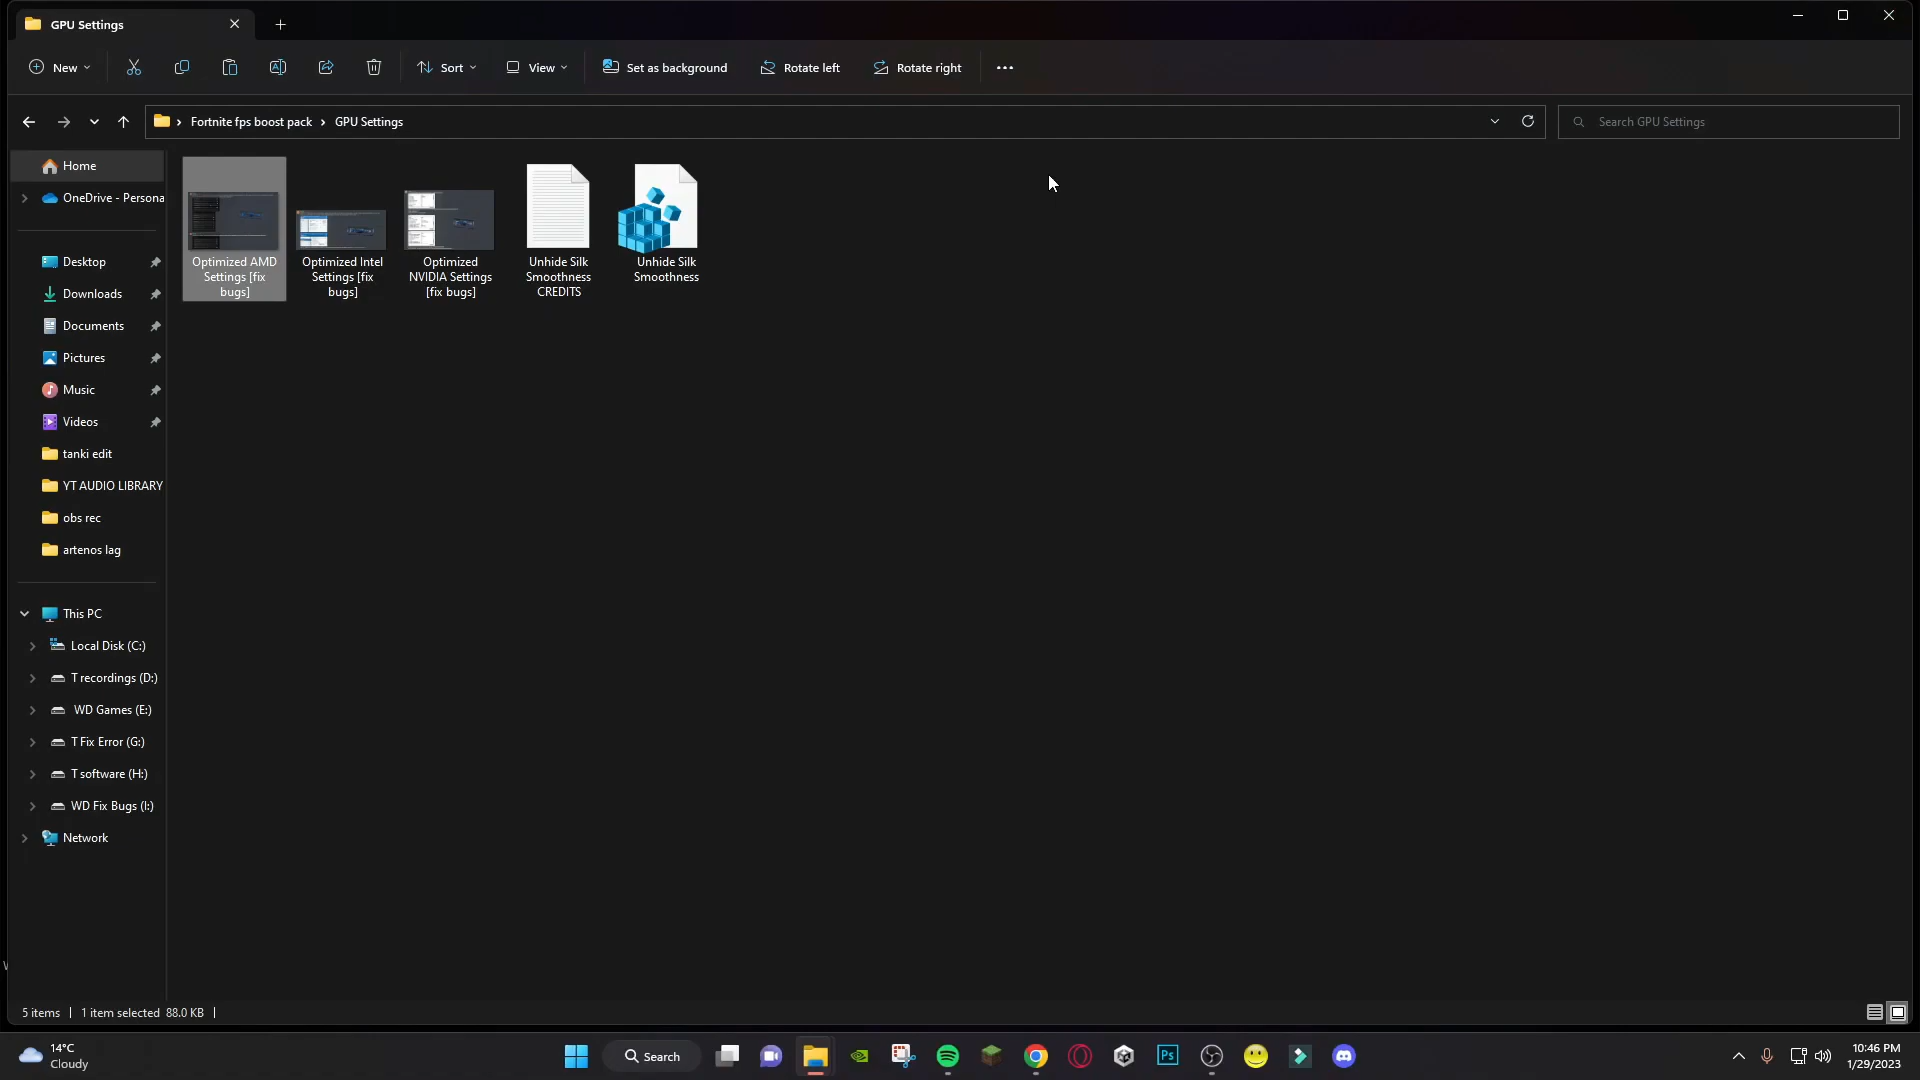 GPU Settings
New
Sort
View
Set as background
Rotate left
Rotate right
Fortnite fps boost pack
GPU Settings
Search GPU Settings
Home
OneDrive - Persona
Desktop
Downloads
Documents
Pictures
Music
Videos
tanki edit
YT AUDIO LIBRARY
obs rec
artenos lag
This PC
Local Disk (C:)
T recordings (D:)
WD Games (E:)
T Fix Error (G:)
T software (H:)
WD Fix Bugs (I:)
Network
Optimized AMD
Settings [fix
bugs]
Optimized Intel
Settings [fix
bugs]
Optimized
NVIDIA Settings
[fix bugs]
Unhide Silk
Smoothness
CREDITS
Unhide Silk
Smoothness
5 items
1 item selected 88.0 KB
14°C
Cloudy
Search
Ps
10:46 PM
1/29/2023